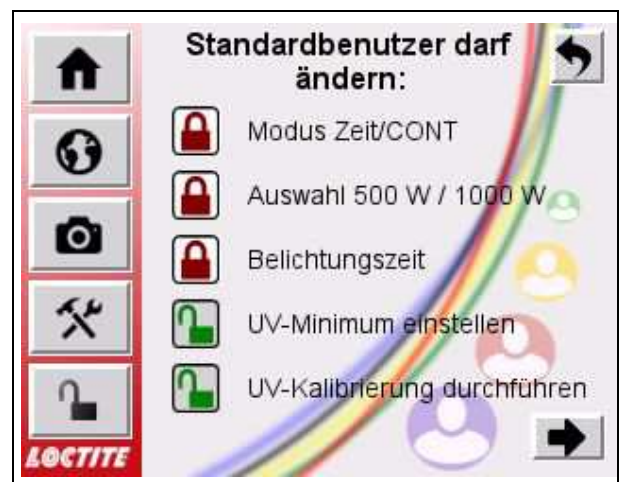 Standardbenutzer darf
ändern:
Modus Zeit/CONT
Auswahl 500 W / 1000 W
Belichtungszeit
UV-Minimum einstellen
UV-Kalibrierung durchführen
LOCTITE